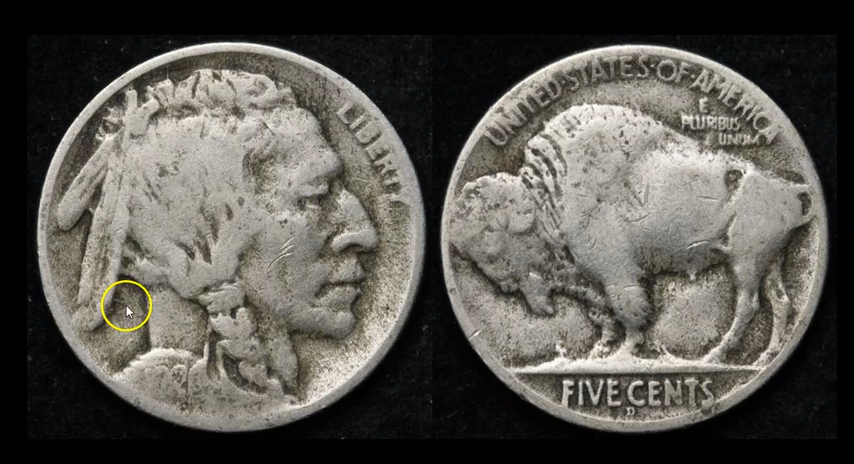 LIBERTY
UNITED·STATES·OF·AMERICA
E
PLURIBUS
UNUM
FIVE CENTS
D